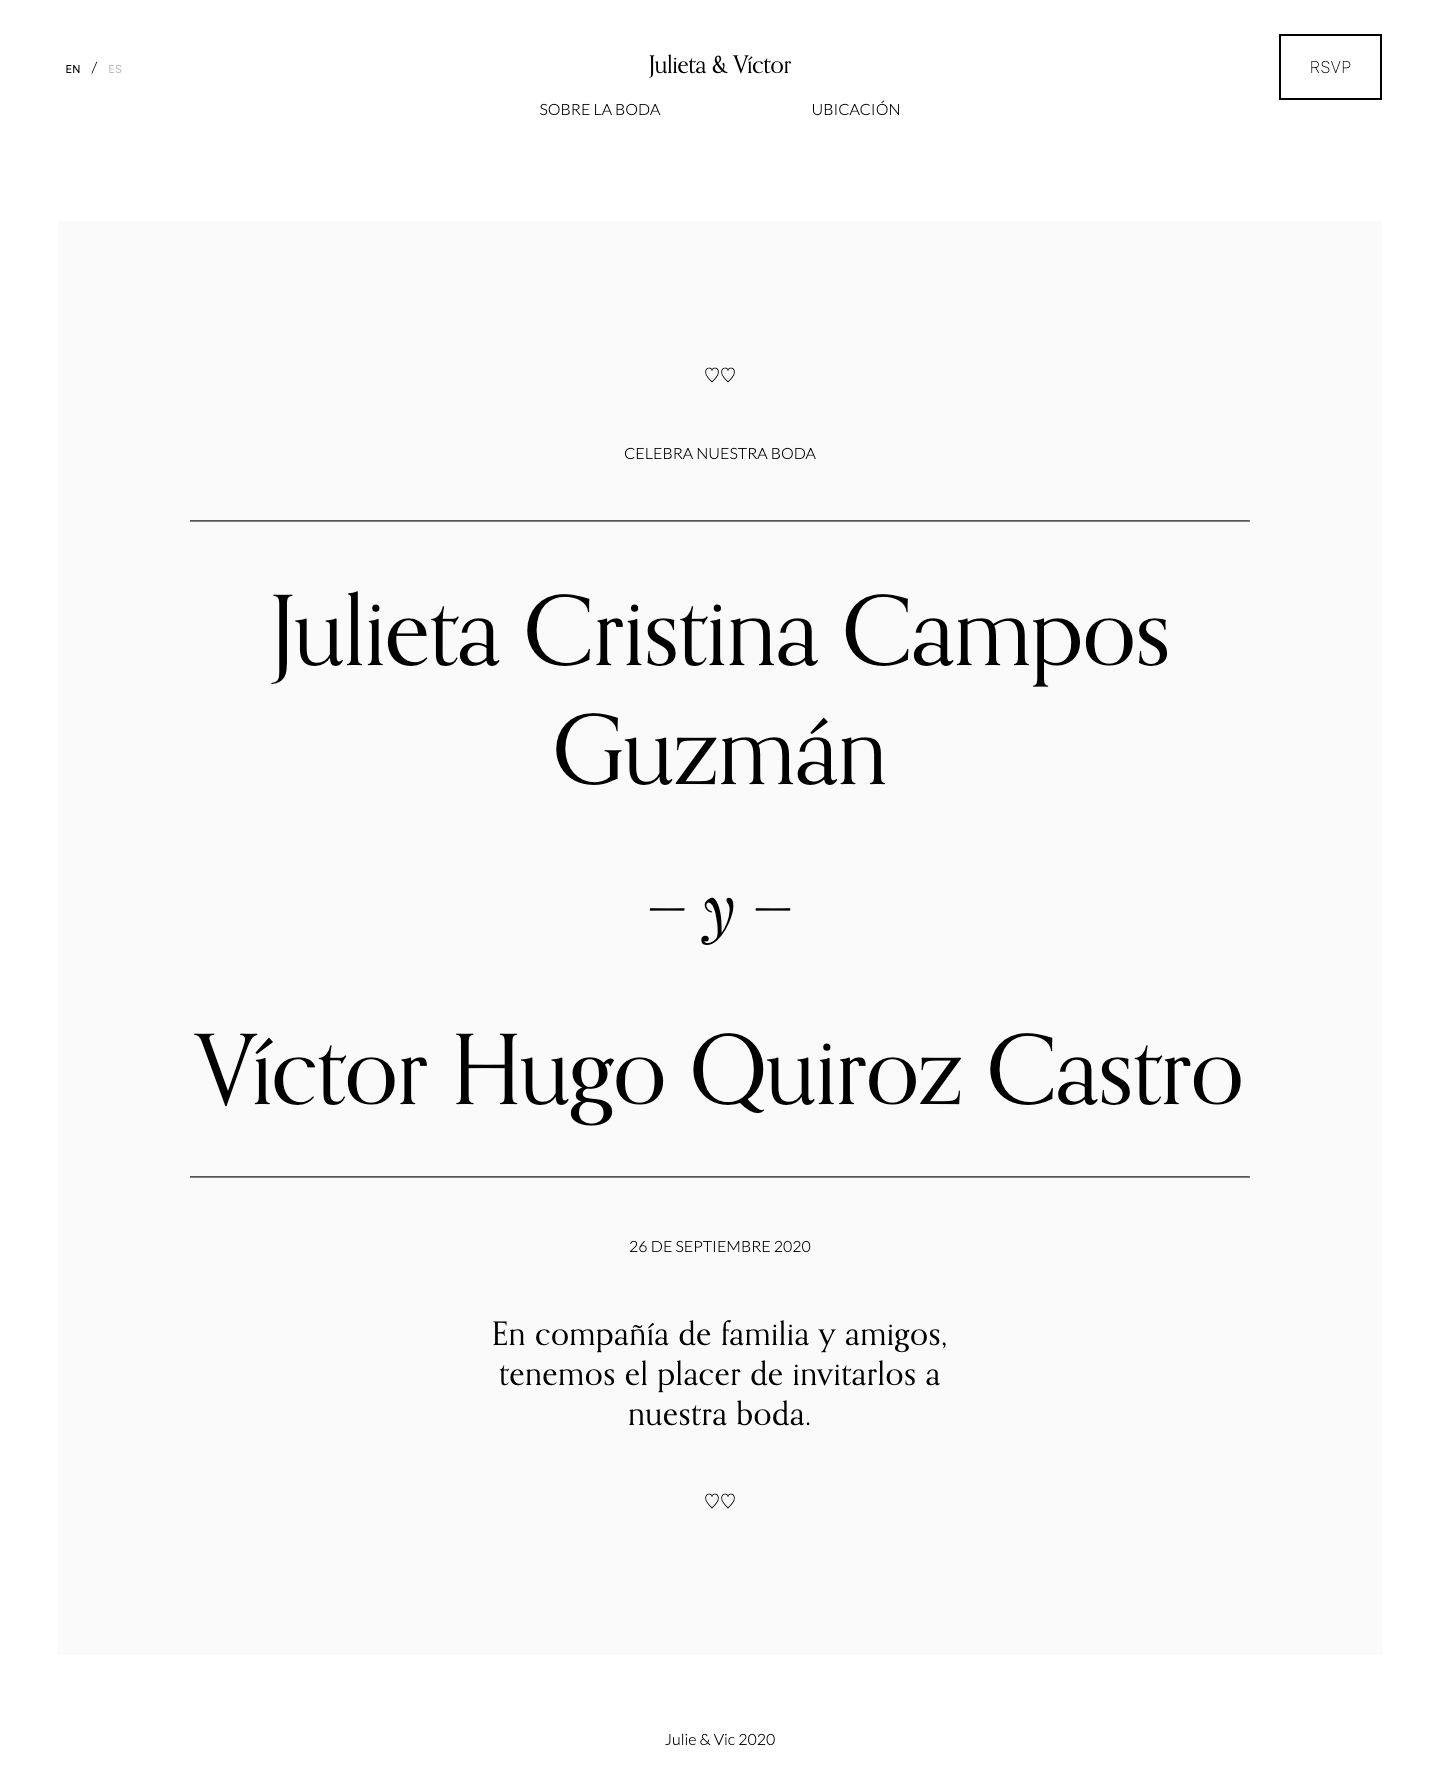 EN / ES
Julieta & Víctor
RSVP
SOBRE LA BODA
UBICACIÓN
♡♡
CELEBRA NUESTRA BODA
Julieta Cristina Campos
Guzmán
– y –
Víctor Hugo Quiroz Castro
26 DE SEPTIEMBRE 2020
En compañía de familia y amigos,
tenemos el placer de invitarlos a
nuestra boda.
♡♡
Julie & Vic 2020